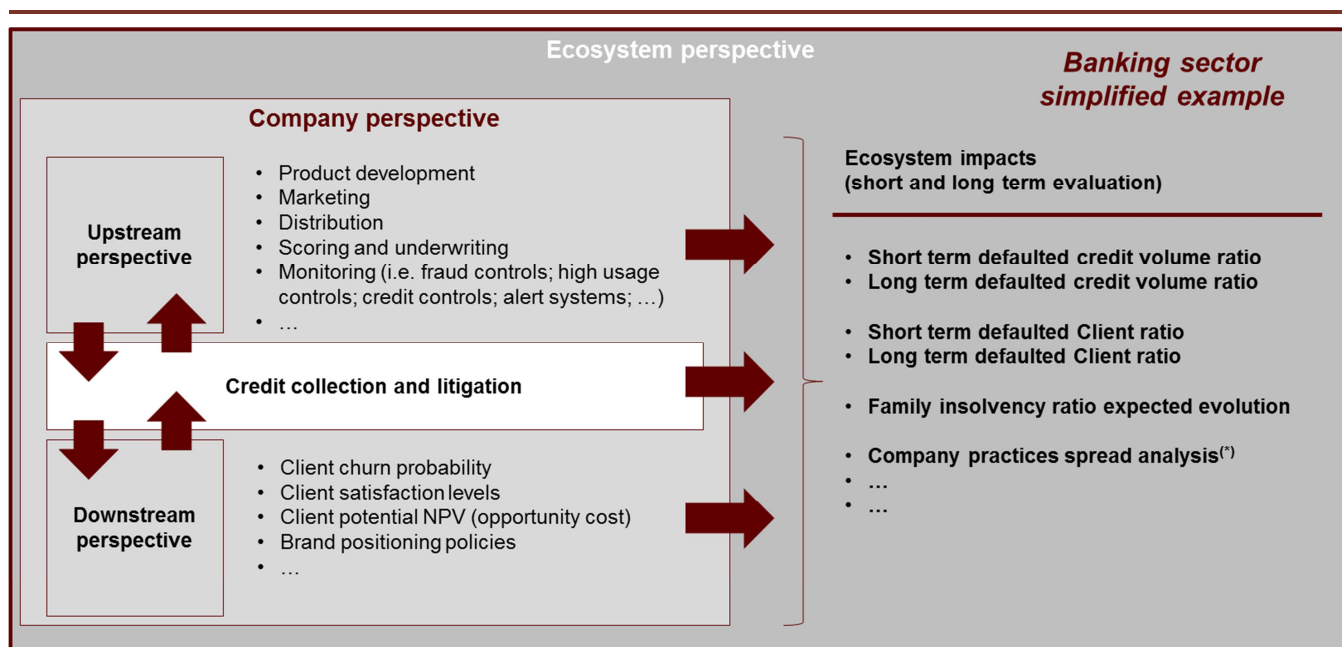 Ecosystem perspective
Banking sector
simplified example
Company perspective
Upstream
perspective
• Product development
• Marketing
• Distribution
• Scoring and underwriting
• Monitoring (i.e. fraud controls; high usage
controls; credit controls; alert systems; …)
• …
Credit collection and litigation
Downstream
perspective
• Client churn probability
• Client satisfaction levels
• Client potential NPV (opportunity cost)
• Brand positioning policies
• …
Ecosystem impacts
(short and long term evaluation)
• Short term defaulted credit volume ratio
• Long term defaulted credit volume ratio
• Short term defaulted Client ratio
• Long term defaulted Client ratio
• Family insolvency ratio expected evolution
• Company practices spread analysis(*)
• …
• …